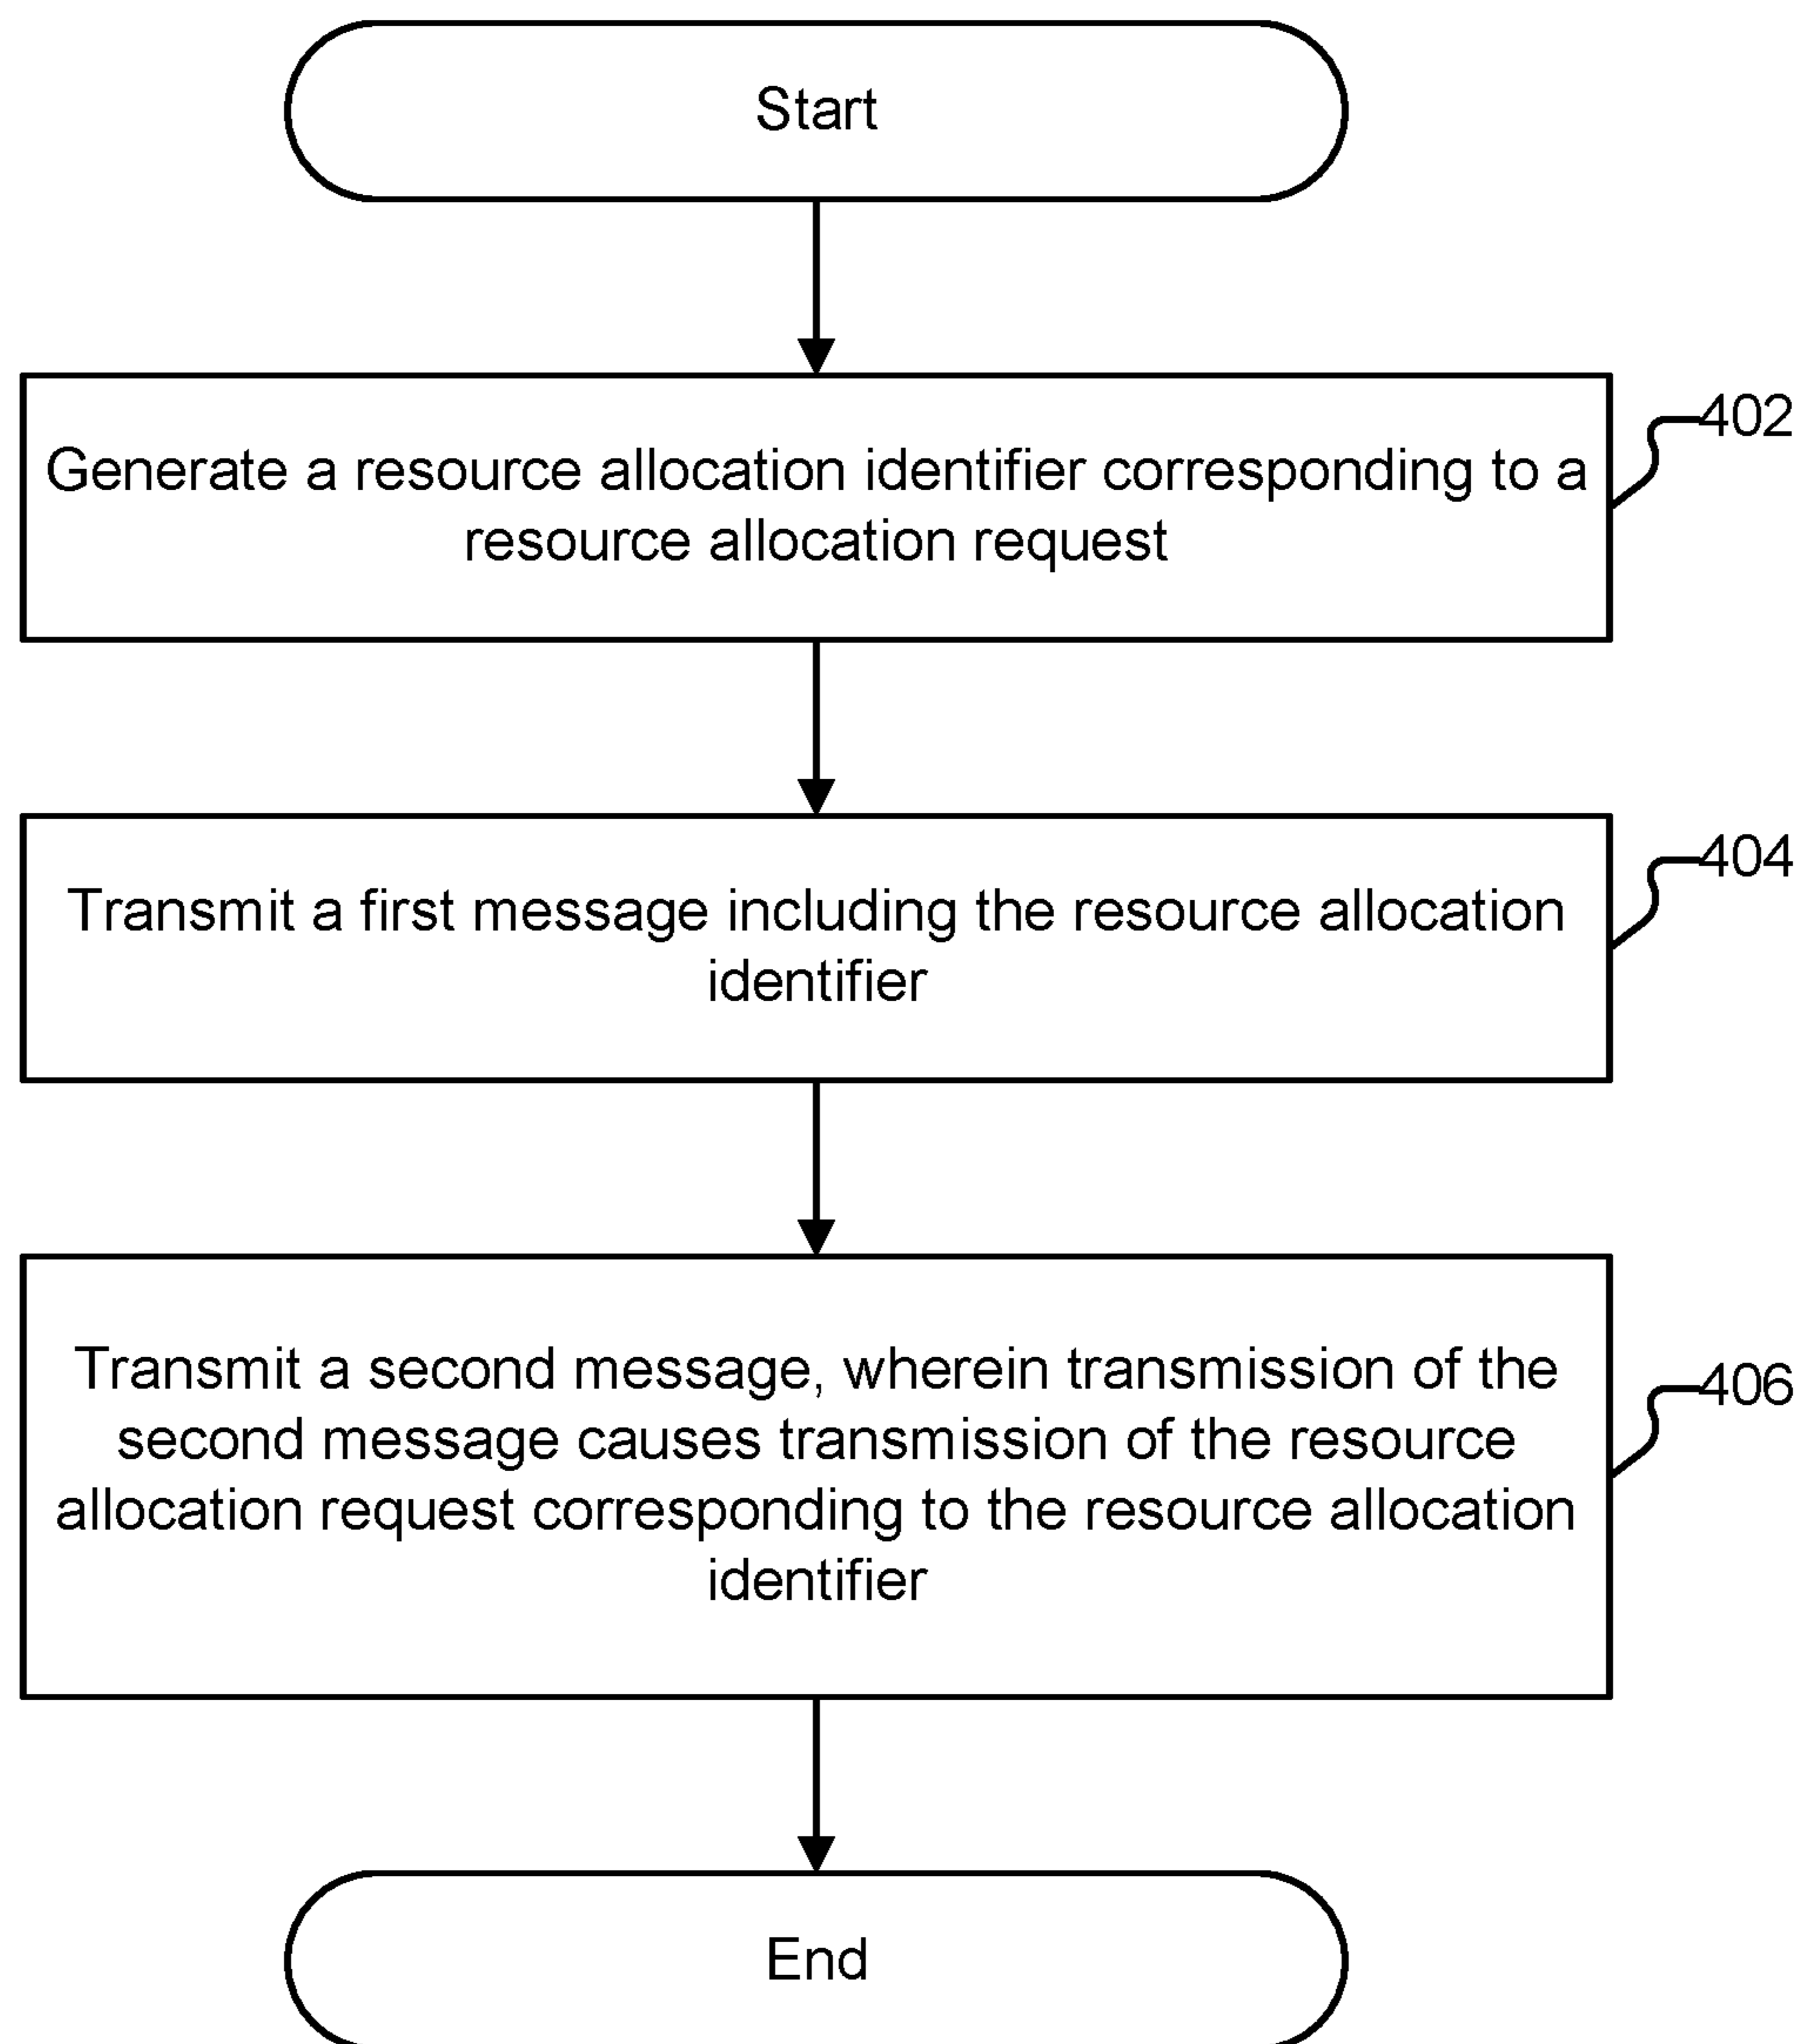 Start
402
Generate a resource allocation identifier corresponding to a
resource allocation request
404
Transmit a first message including the resource allocation
identifier
Transmit a second message, wherein transmission of the
406
second message causes transmission of the resource
allocation request corresponding to the resource allocation
identifier
End